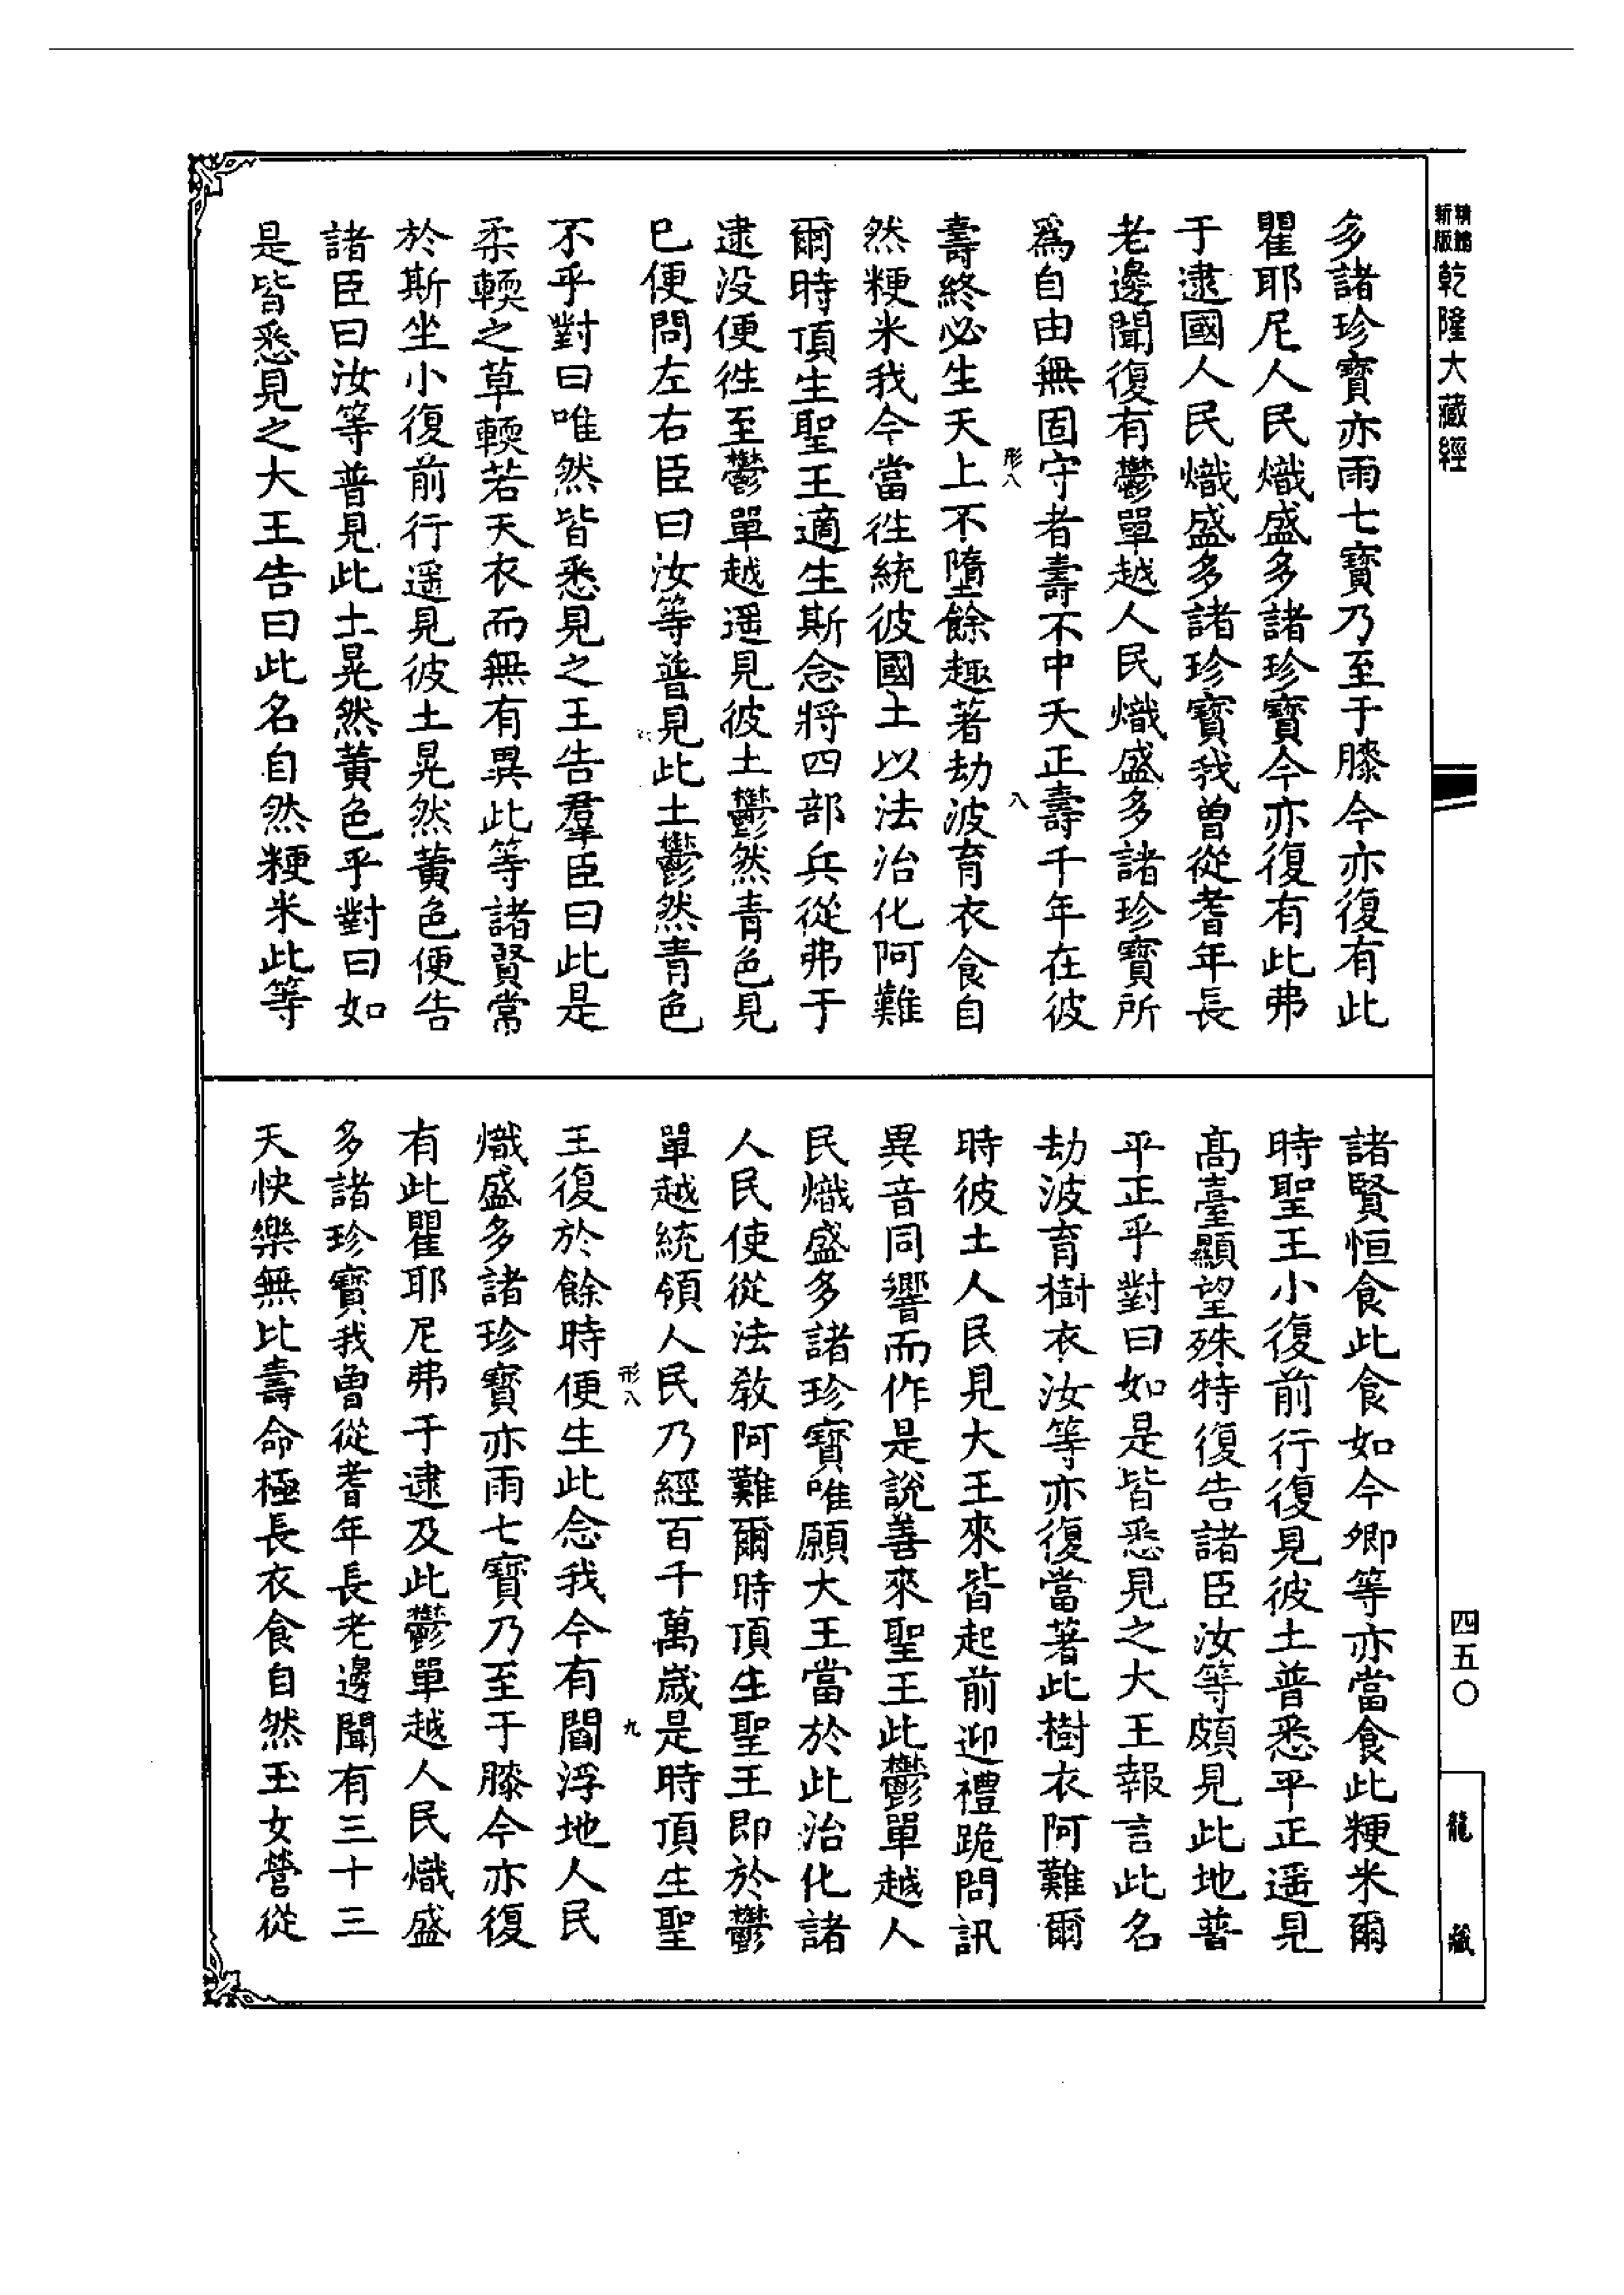 新版
精繕
乾隆大藏經
多諸珍寶亦雨七寶乃至于膝今亦復有此
瞿耶尼人民熾盛多諸珍寶今亦復有此弗
于逮國人民熾盛多諸珍寶我曾從耆年長
老邊聞復有鬱單越人民熾盛多諸珍寶所
爲自由無固守者壽不中夭正壽千年在彼
形八
八
壽終必生天上不墮餘趣著劫波育衣食自
然粳米我今當往統彼國土以法治化阿難
爾時頂生聖王適生斯念將四部兵從弗于
逮没便往至鬱單越遥見彼土鬱然青色見
已便問左右臣曰汝等普見此土鬱然青色
不乎對曰唯然皆悉見之王告羣臣曰此是
柔輭之草輭若天衣而無有異此等諸賢常
於斯坐小復前行遥見彼土晃然黄色便告
諸臣曰汝等普見此土晃然黄色乎對曰如
是皆悉見之大王告曰此名自然粳米此等
諸賢恒食此食如今卿等亦當食此粳米爾
時聖王小復前行復見彼土普悉平正遥見
高臺顯望殊特復告諸臣汝等頗見此地普
平正乎對曰如是皆悉見之大王報言此名
劫波育樹衣汝等亦復當著此樹衣阿難爾
時彼土人民見大王來皆起前迎禮跪問訊
異音同響而作是説善來聖王此鬱單越人
民熾盛多諸珍寶唯願大王當於此治化諸
人民使從法教阿難爾時頂生聖王即於鬱
單越統領人民乃經百千萬歲是時頂生聖
形八
九
王復於餘時便生此念我今有閻浮地人民
熾盛多諸珍寶亦雨七寶乃至于膝今亦復
有此瞿耶尼弗于逮及此鬱單越人民熾盛
多諸珍寶我曾從耆年長老邊聞有三十三
天快樂無比壽命極長衣食自然玉女營從
四五〇
龍藏